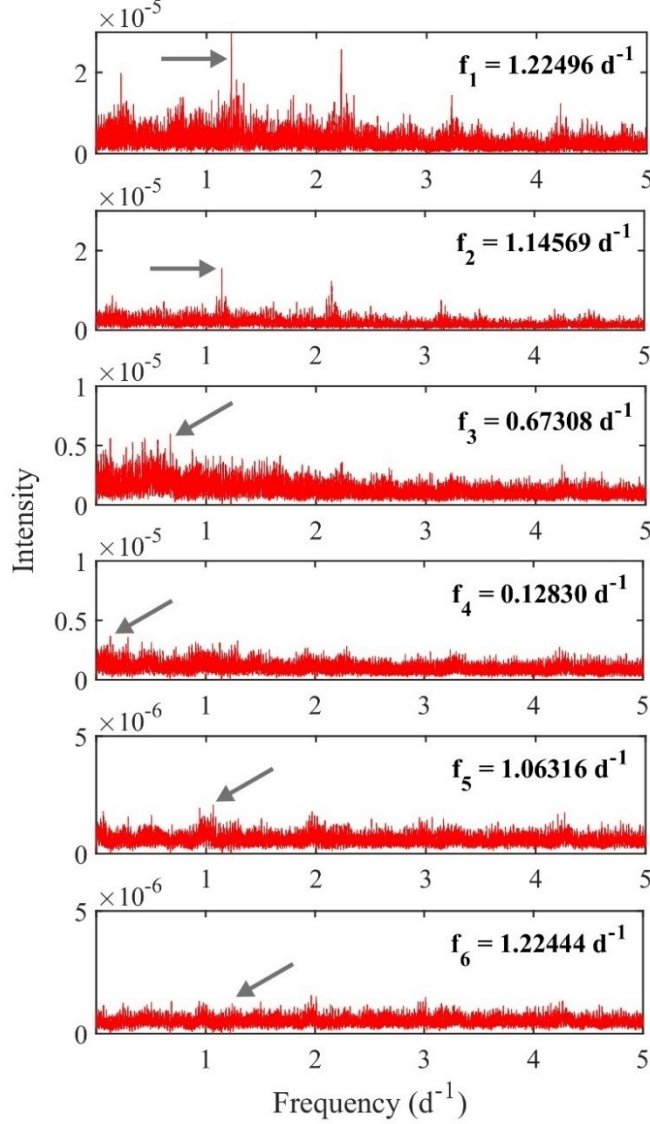 ×10⁻⁵
f₁ = 1.22496 d⁻¹
2
0
1 2 3 4 5
×10⁻⁵
f₂ = 1.14569 d⁻¹
2
0
1 2 3 4 5
×10⁻⁵
1
f₃ = 0.67308 d⁻¹
0.5
0
1 2 3 4 5
Intensity
×10⁻⁵
1
f₄ = 0.12830 d⁻¹
0.5
0
1 2 3 4 5
×10⁻⁶
5
f₅ = 1.06316 d⁻¹
0
1 2 3 4 5
×10⁻⁶
5
f₆ = 1.22444 d⁻¹
0
1 2 3 4 5
Frequency (d⁻¹)